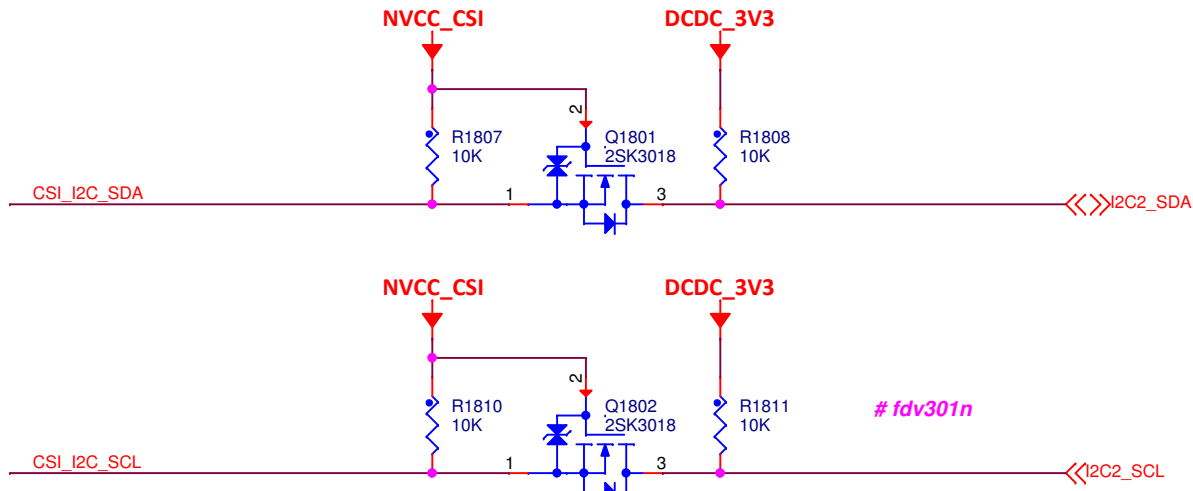 NVCC_CSI DCDC_3V3
2
R1807 Q1801 R1808
10K 2SK3018 10K
CSI_I2C_SDA 1 3 I2C2_SDA
NVCC_CSI DCDC_3V3
2
R1810 Q1802 R1811 # fdv301n
10K 2SK3018 10K
CSI_I2C_SCL 1 3 I2C2_SCL